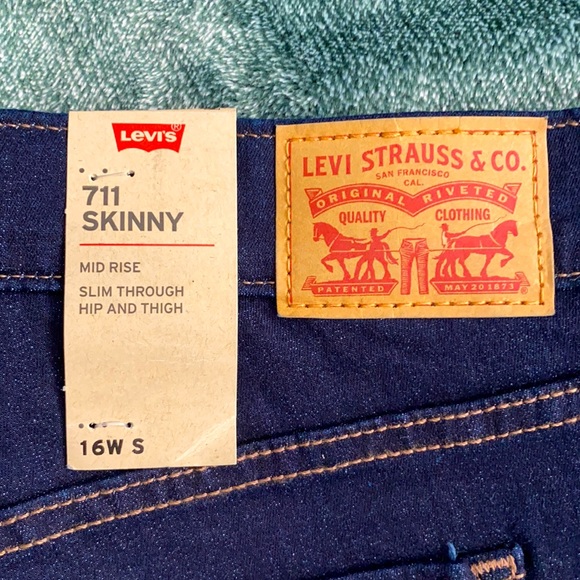 LEVI'S®
711
SKINNY
MID RISE
SLIM THROUGH
HIP AND THIGH
16W S
LEVI STRAUSS & CO.
SAN FRANCISCO
CAL.
ORIGINAL RIVETED
QUALITY CLOTHING
PATENTED MAY 20 1873